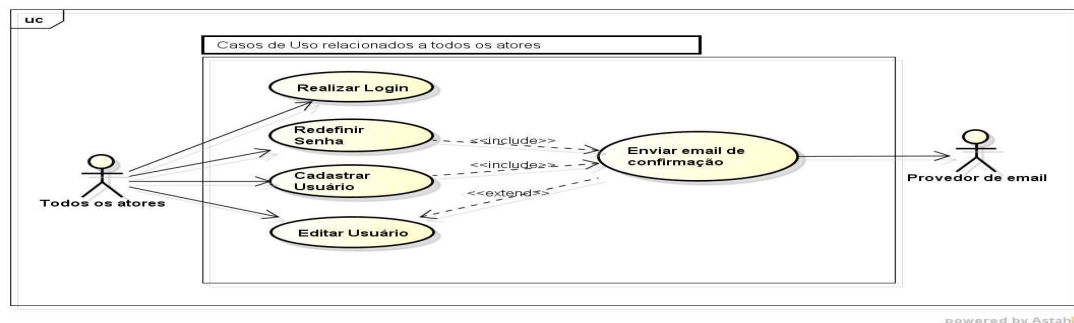 uc
Casos de Uso relacionados a todos os atores
Realizar Login
Redefinir
Senha
<<include>>
Enviar email de
confirmação
Cadastrar
Usuário
<<include>>
<<extend>>
Editar Usuário
Todos os atores
Provedor de email
powered by Astah